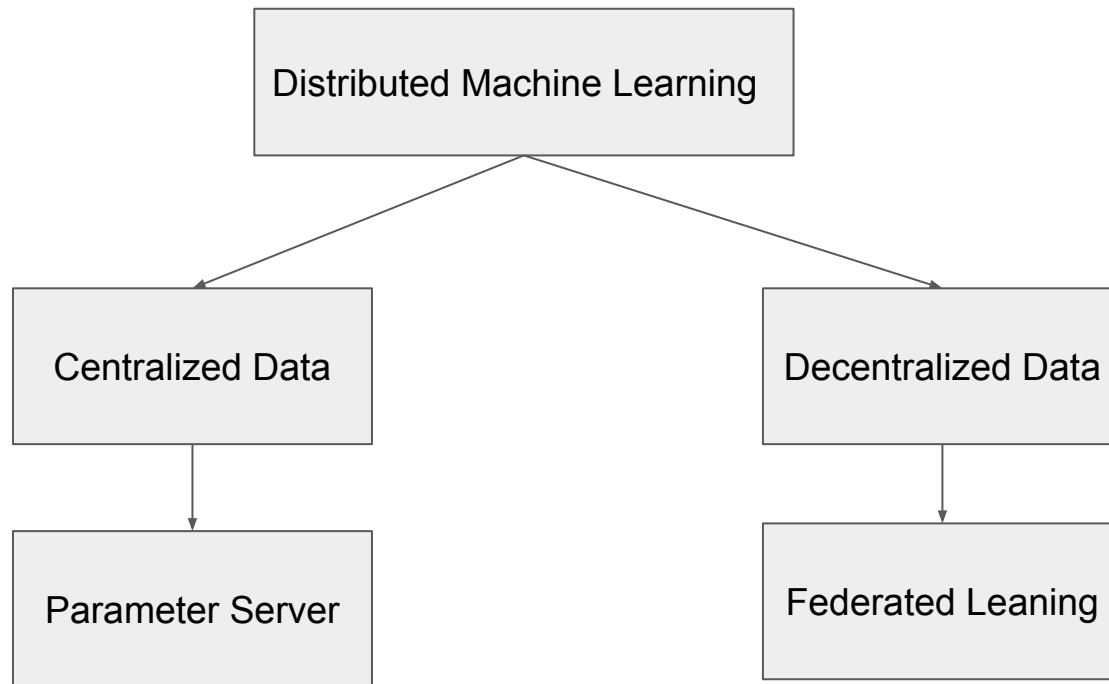 Distributed Machine Learning
Centralized Data
Decentralized Data
Parameter Server
Federated Leaning